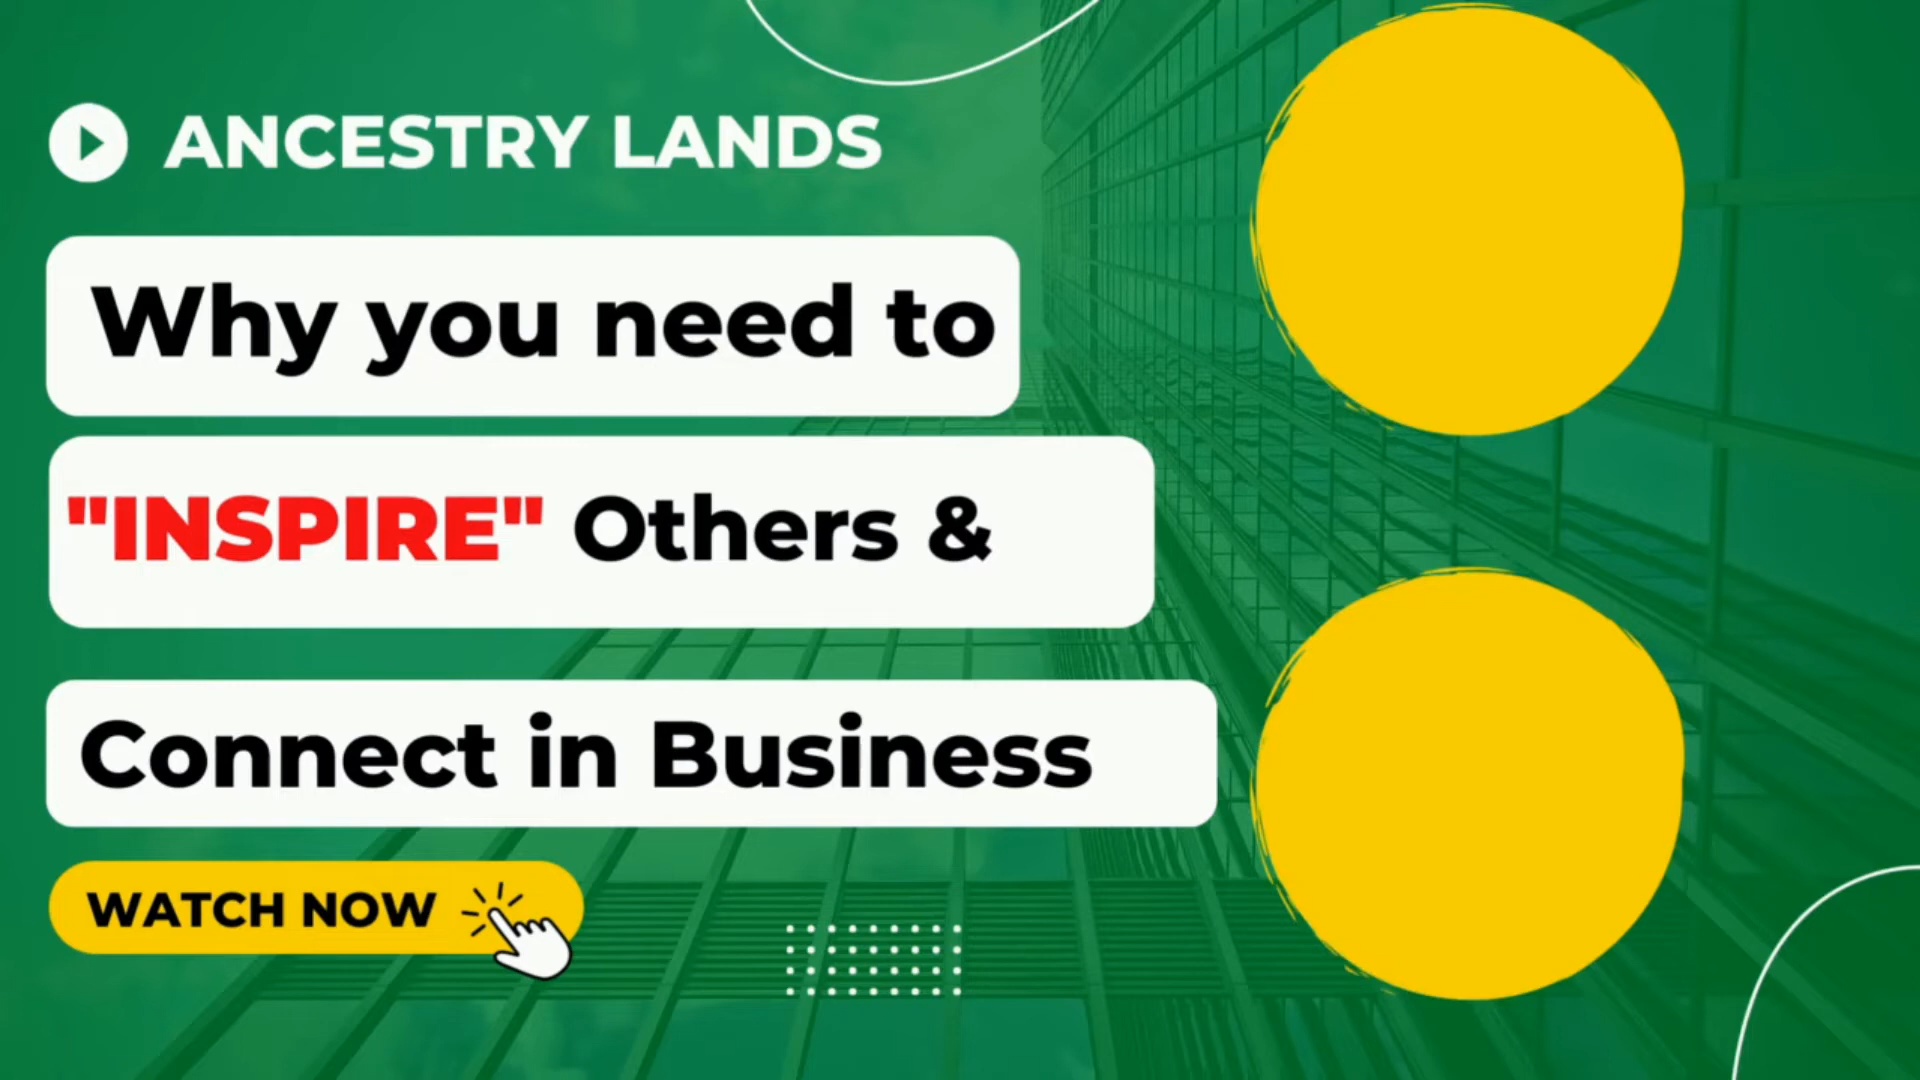 ANCESTRY LANDS
Why you need to
"INSPIRE" Others &
Connect in Business
WATCH NOW